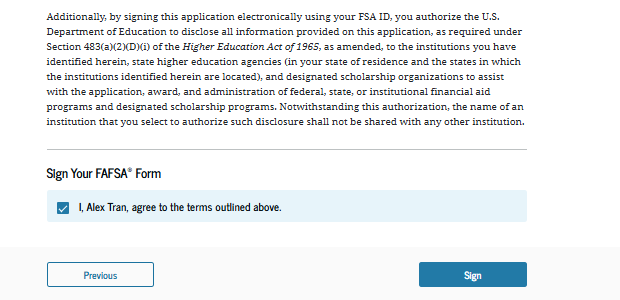 Additionally, by signing this application electronically using your FSA ID, you authorize the U.S.
Department of Education to disclose all information provided on this application, as required under
Section 483(a)(2)(D)(i) of the Higher Education Act of 1965, as amended, to the institutions you have
identified herein, state higher education agencies (in your state of residence and the states in which
the institutions identified herein are located), and designated scholarship organizations to assist
with the application, award, and administration of federal, state, or institutional financial aid
programs and designated scholarship programs. Notwithstanding this authorization, the name of an
institution that you select to authorize such disclosure shall not be shared with any other institution.
Sign Your FAFSA® Form
I, Alex Tran, agree to the terms outlined above.
Previous
Sign